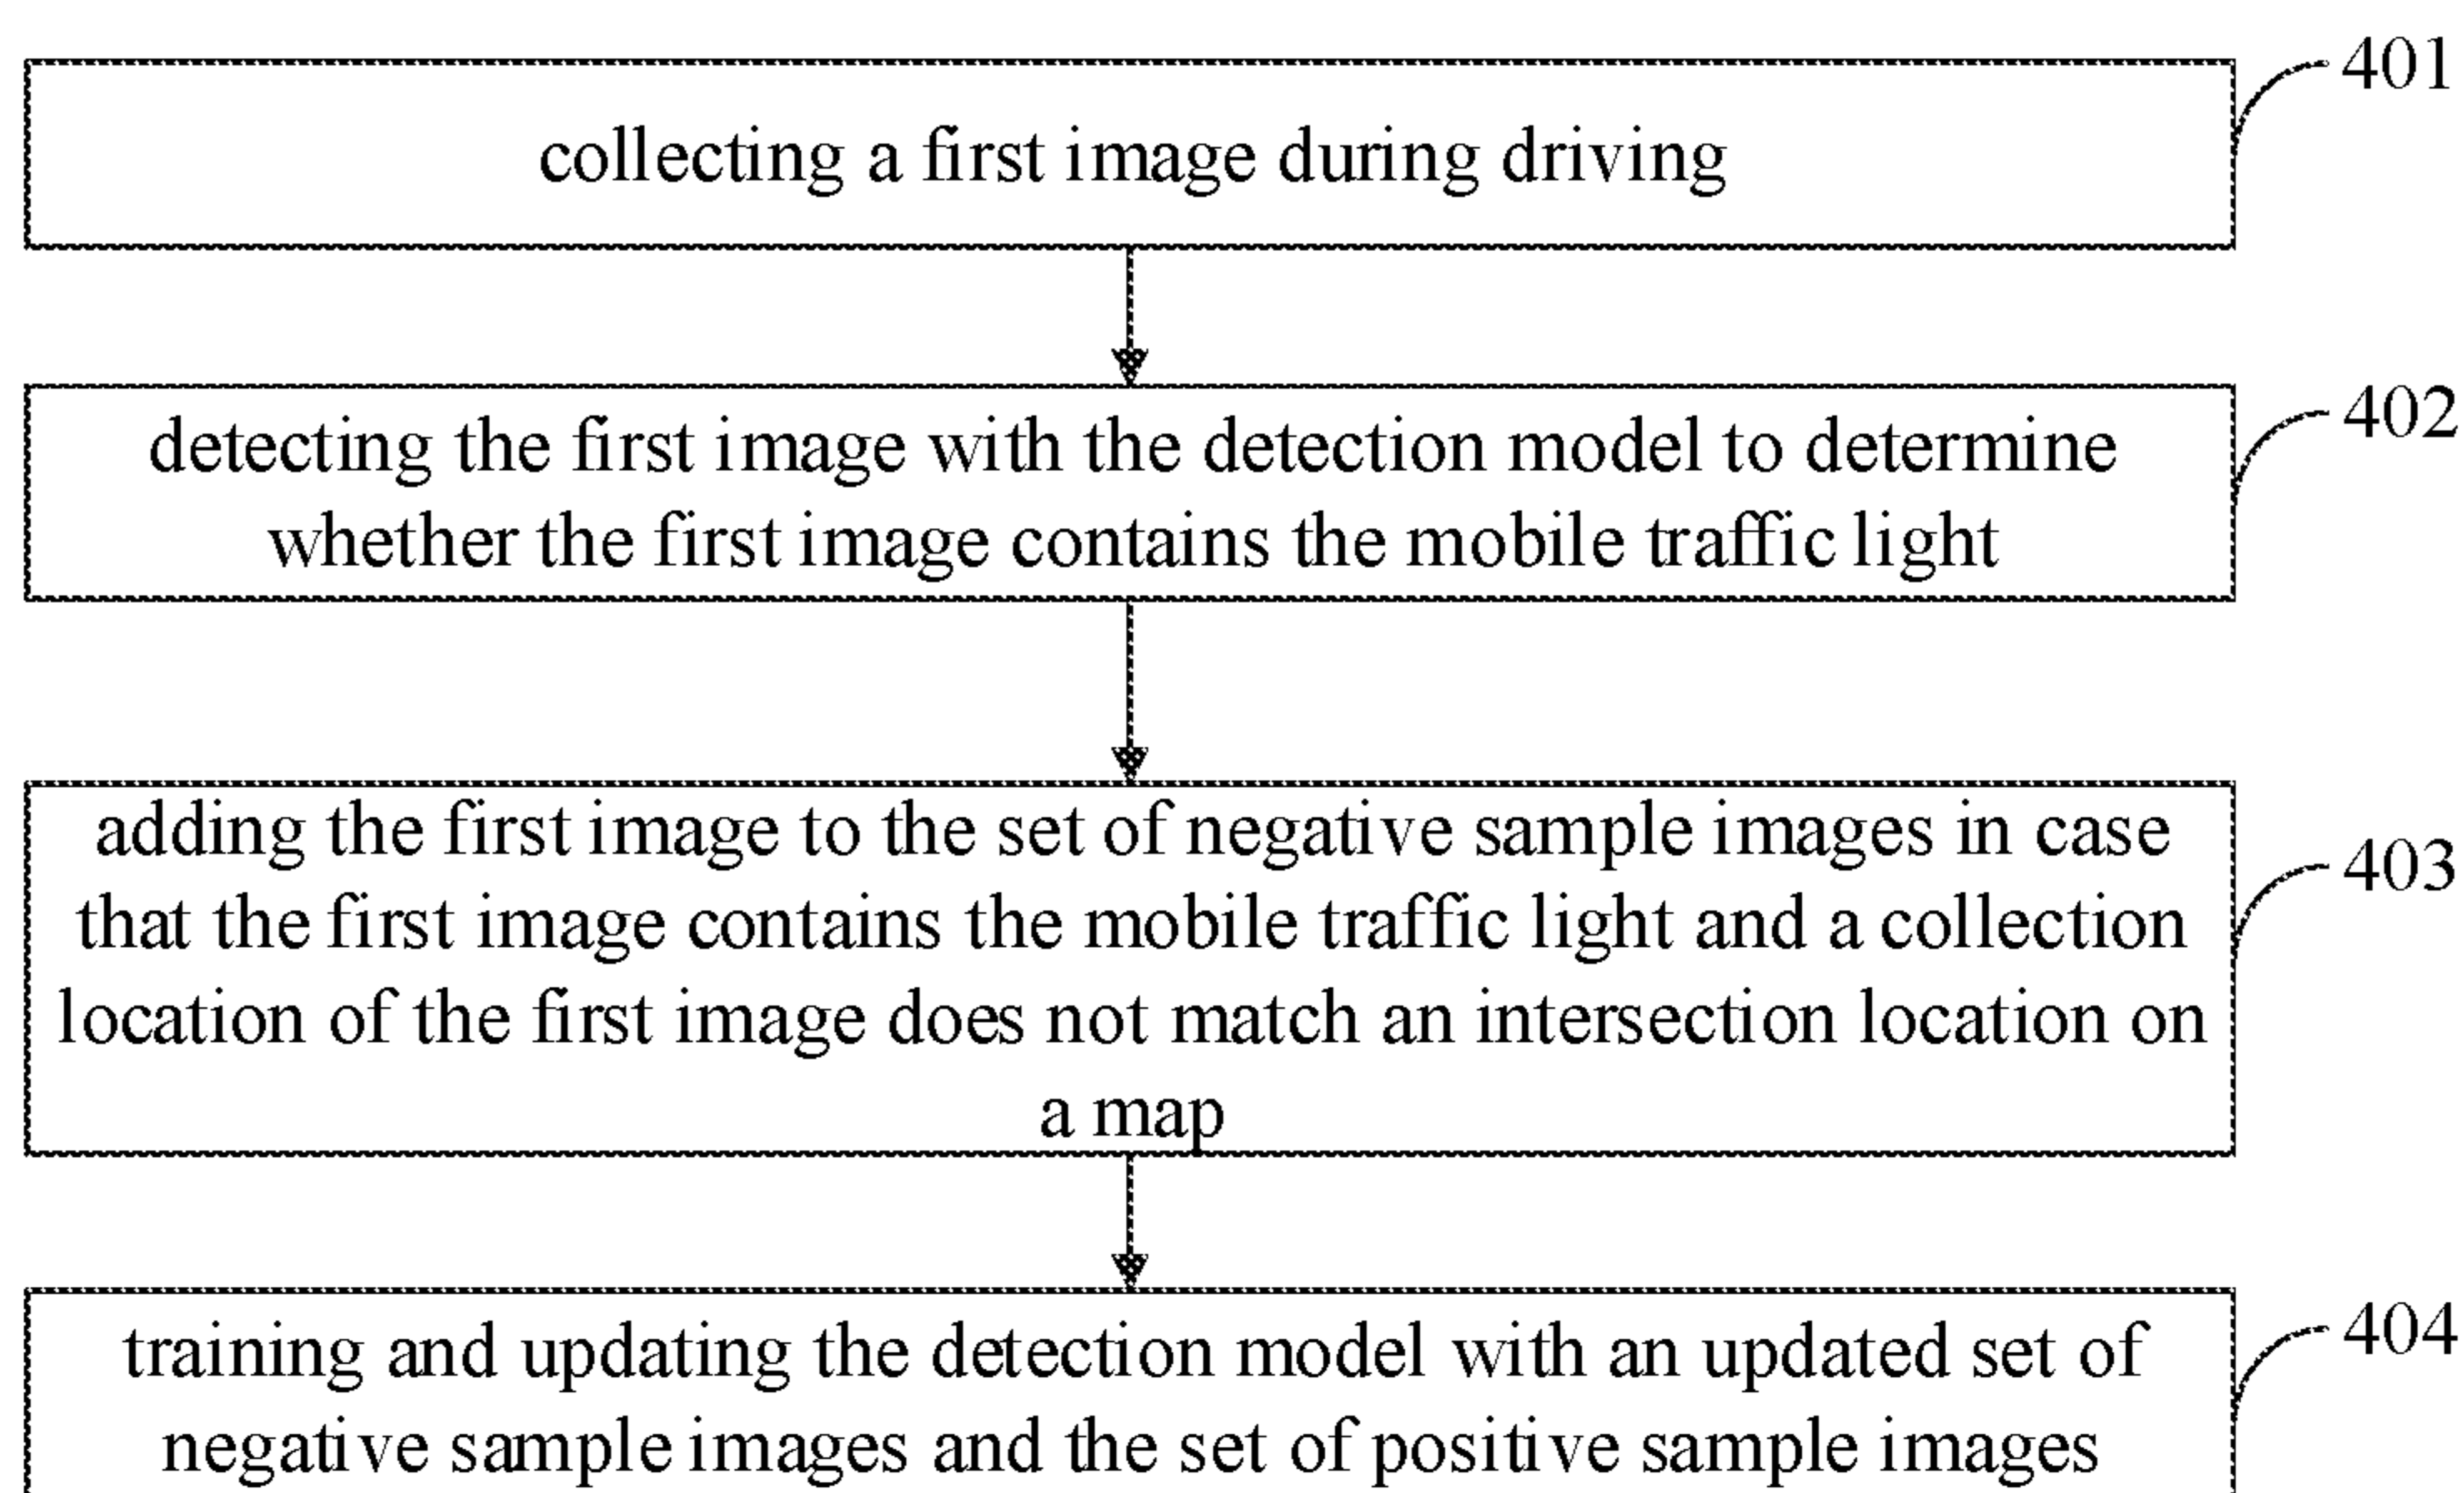 401
collecting a first image during driving
402
detecting the first image with the detection model to determine
whether the first image contains the mobile traffic light
403
adding the first image to the set of negative sample images in case
that the first image contains the mobile traffic light and a collection
location of the first image does not match an intersection location on
a map
404
training and updating the detection model with an updated set of
negative sample images and the set of positive sample images